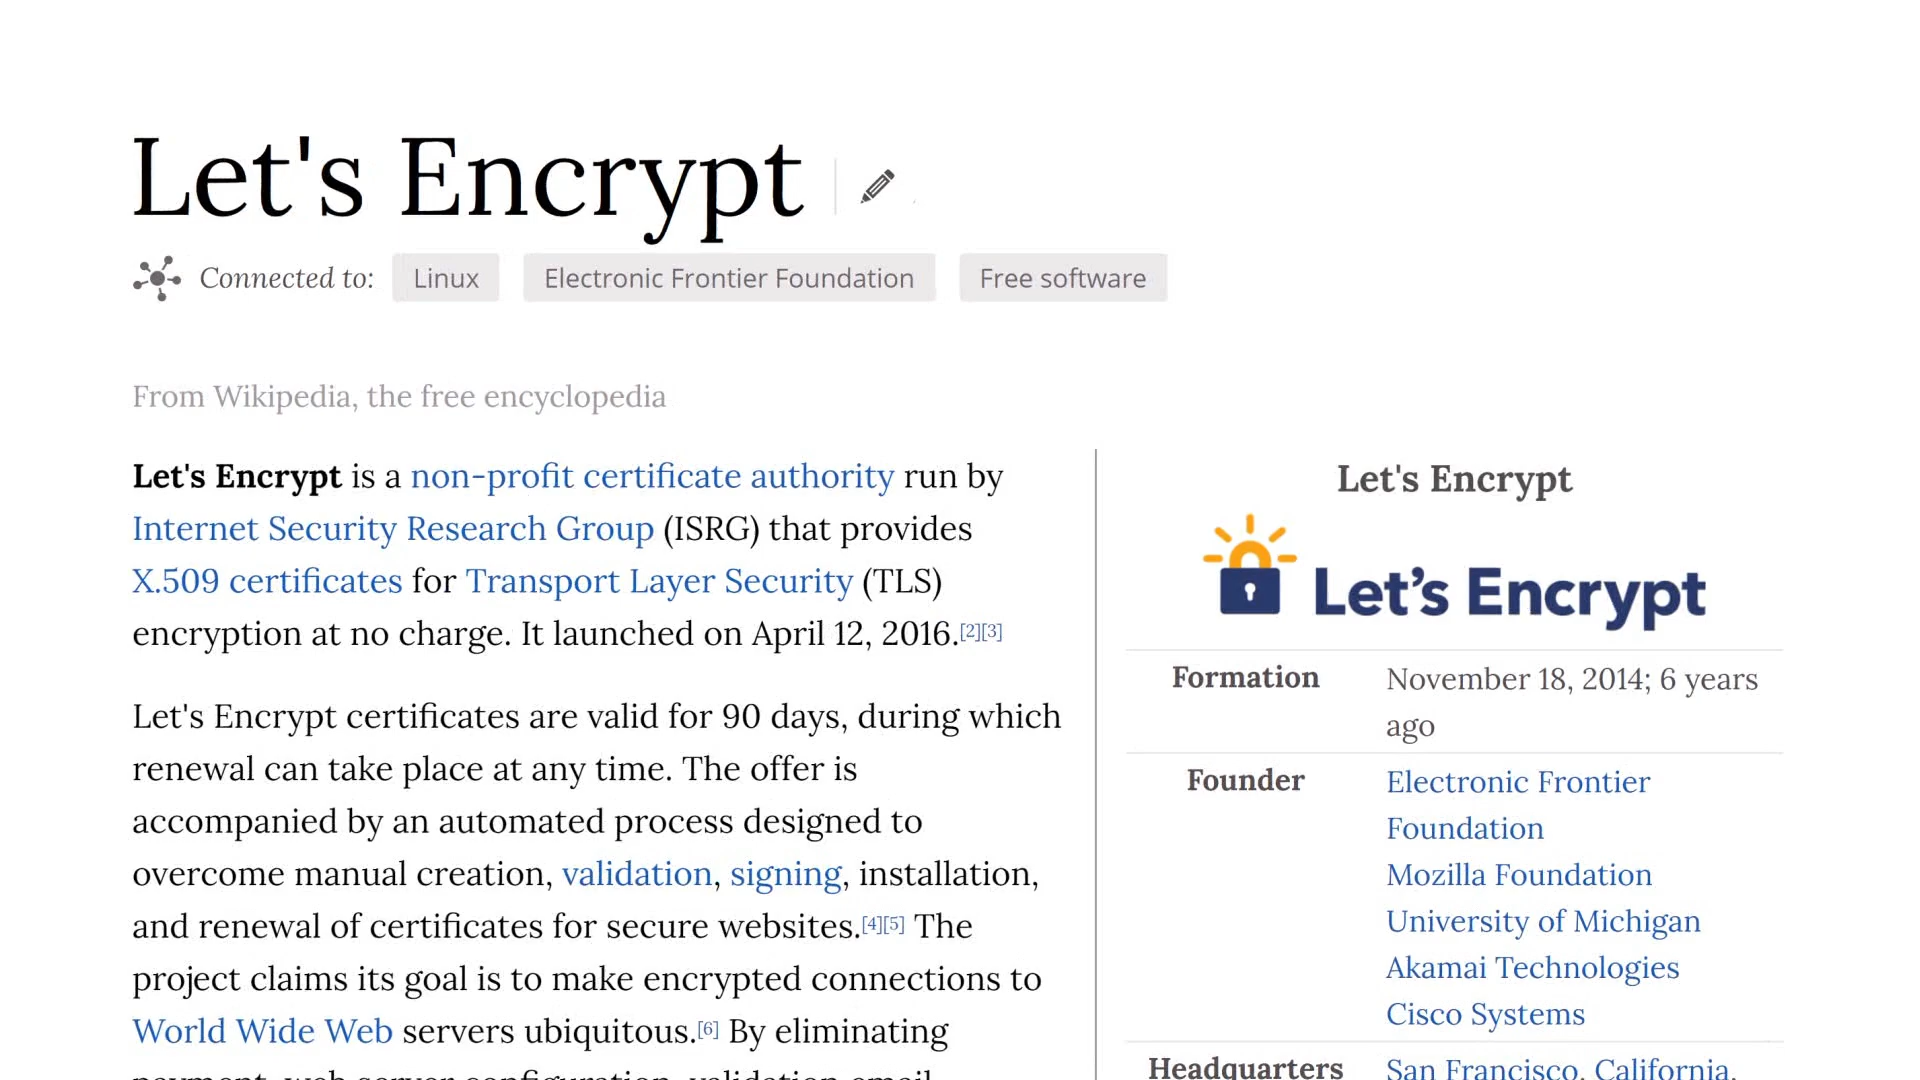 Let's Encrypt
Connected to: Linux Electronic Frontier Foundation Free software
From Wikipedia, the free encyclopedia
Let's Encrypt is a non-profit certificate authority run by
Internet Security Research Group (ISRG) that provides
X.509 certificates for Transport Layer Security (TLS)
encryption at no charge. It launched on April 12, 2016.[2][3]
Let's Encrypt certificates are valid for 90 days, during which
renewal can take place at any time. The offer is
accompanied by an automated process designed to
overcome manual creation, validation, signing, installation,
and renewal of certificates for secure websites.[4][5] The
project claims its goal is to make encrypted connections to
World Wide Web servers ubiquitous.[6] By eliminating
payment, web server configuration, validation email
Let's Encrypt
Let's Encrypt
Formation November 18, 2014; 6 years
ago
Founder Electronic Frontier
Foundation
Mozilla Foundation
University of Michigan
Akamai Technologies
Cisco Systems
Headquarters San Francisco, California,